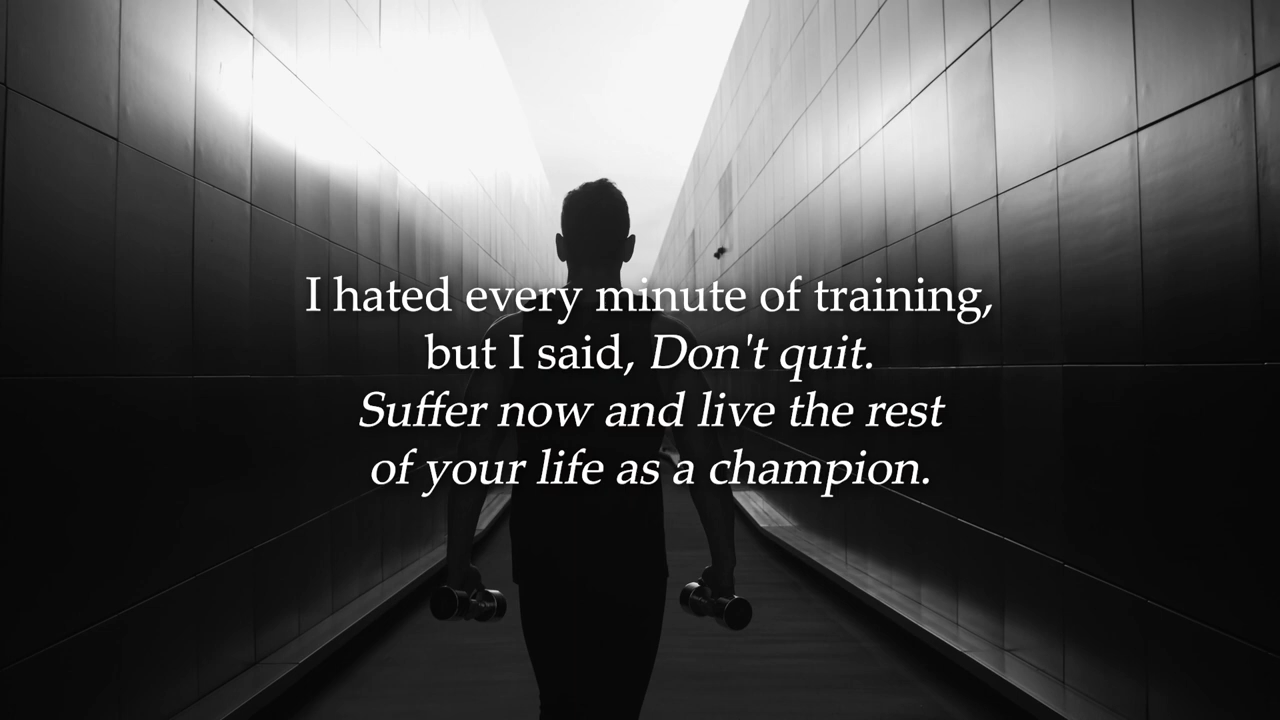 I hated every minute of training,
but I said, Don't quit.
Suffer now and live the rest
of your life as a champion.